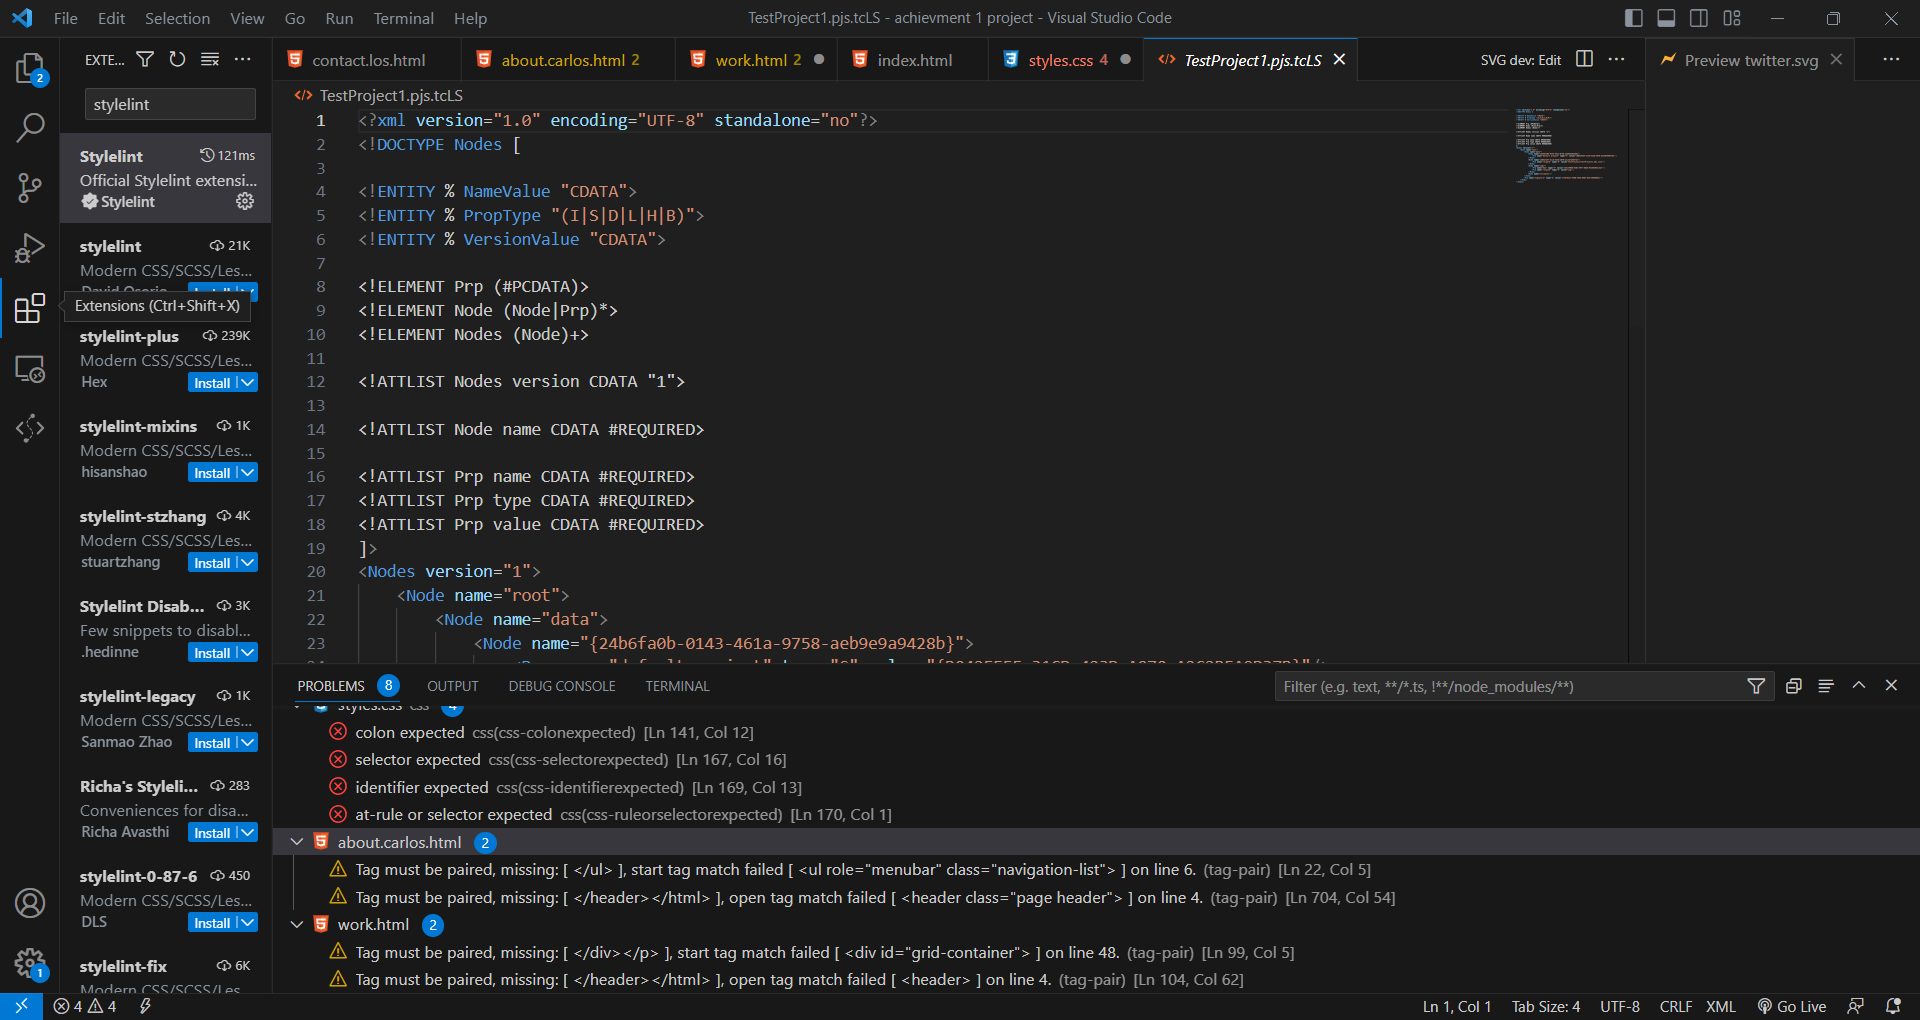 File Edit Selection View Go Run Terminal Help
TestProject1.pjs.tcLS - achievment 1 project - Visual Studio Code
EXTE...
stylelint
Stylelint 121ms
Official Stylelint extensi...
Stylelint
stylelint 21K
Modern CSS/SCSS/Les...
Extensions (Ctrl+Shift+X)
stylelint-plus 239K
Modern CSS/SCSS/Les...
Hex Install
stylelint-mixins 1K
Modern CSS/SCSS/Les...
hisanshao Install
stylelint-stzhang 4K
Modern CSS/SCSS/Les...
stuartzhang Install
Stylelint Disab... 3K
Few snippets to disabl...
.hedinne Install
stylelint-legacy 1K
Modern CSS/SCSS/Les...
Sanmao Zhao Install
Richa's Styleli... 283
Conveniences for disa...
Richa Avasthi Install
stylelint-0-87-6 450
Modern CSS/SCSS/Les...
DLS Install
stylelint-fix 6K
Modern CSS/SCSS/Les
2
1
contact.los.html about.carlos.html 2 work.html 2 index.html styles.css 4 TestProject1.pjs.tcLS SVG dev: Edit Preview twitter.svg
TestProject1.pjs.tcLS
1 <?xml version="1.0" encoding="UTF-8" standalone="no"?>
2 <!DOCTYPE Nodes [
3
4 <!ENTITY % NameValue "CDATA">
5 <!ENTITY % PropType "(I|S|D|L|H|B)">
6 <!ENTITY % VersionValue "CDATA">
7
8 <!ELEMENT Prp (#PCDATA)>
9 <!ELEMENT Node (Node|Prp)*>
10 <!ELEMENT Nodes (Node)+>
11
12 <!ATTLIST Nodes version CDATA "1">
13
14 <!ATTLIST Node name CDATA #REQUIRED>
15
16 <!ATTLIST Prp name CDATA #REQUIRED>
17 <!ATTLIST Prp type CDATA #REQUIRED>
18 <!ATTLIST Prp value CDATA #REQUIRED>
19 ]>
20 <Nodes version="1">
21 <Node name="root">
22 <Node name="data">
23 <Node name="{24b6fa0b-0143-461a-9758-aeb9e9a9428b}">
PROBLEMS 8 OUTPUT DEBUG CONSOLE TERMINAL
Filter (e.g. text, **/*.ts, !**/node_modules/**)
styles.css css 4
colon expected css(css-colonexpected) [Ln 141, Col 12]
selector expected css(css-selectorexpected) [Ln 167, Col 16]
identifier expected css(css-identifierexpected) [Ln 169, Col 13]
at-rule or selector expected css(css-ruleorselectorexpected) [Ln 170, Col 1]
about.carlos.html 2
Tag must be paired, missing: [ </ul> ], start tag match failed [ <ul role="menubar" class="navigation-list"> ] on line 6. (tag-pair) [Ln 22, Col 5]
Tag must be paired, missing: [ </header></html> ], open tag match failed [ <header class="page header"> ] on line 4. (tag-pair) [Ln 704, Col 54]
work.html 2
Tag must be paired, missing: [ </div></p> ], start tag match failed [ <div id="grid-container"> ] on line 48. (tag-pair) [Ln 99, Col 5]
Tag must be paired, missing: [ </header></html> ], open tag match failed [ <header> ] on line 4. (tag-pair) [Ln 104, Col 62]
4 4
Ln 1, Col 1 Tab Size: 4 UTF-8 CRLF XML Go Live